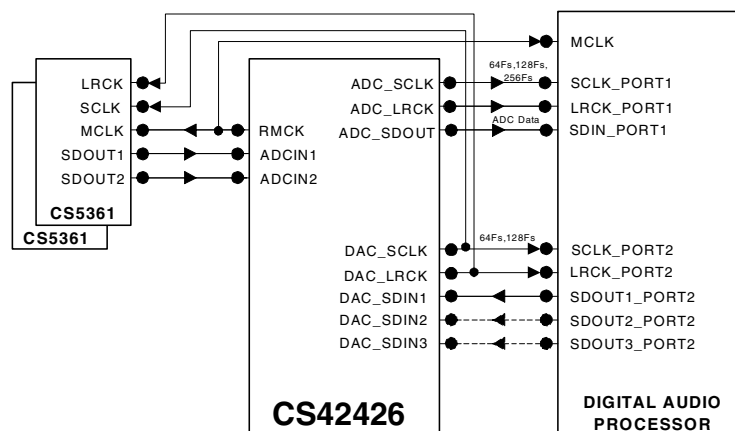 LRCK
SCLK
MCLK
SDOUT1
SDOUT2
CS5361
CS5361
RMCK
ADCIN1
ADCIN2
ADC_SCLK
ADC_LRCK
ADC_SDOUT
DAC_SCLK
DAC_LRCK
DAC_SDIN1
DAC_SDIN2
DAC_SDIN3
CS42426
64Fs,128Fs,
256Fs
ADC Data
64Fs,128Fs
MCLK
SCLK_PORT1
LRCK_PORT1
SDIN_PORT1
SCLK_PORT2
LRCK_PORT2
SDOUT1_PORT2
SDOUT2_PORT2
SDOUT3_PORT2
DIGITAL AUDIO
PROCESSOR